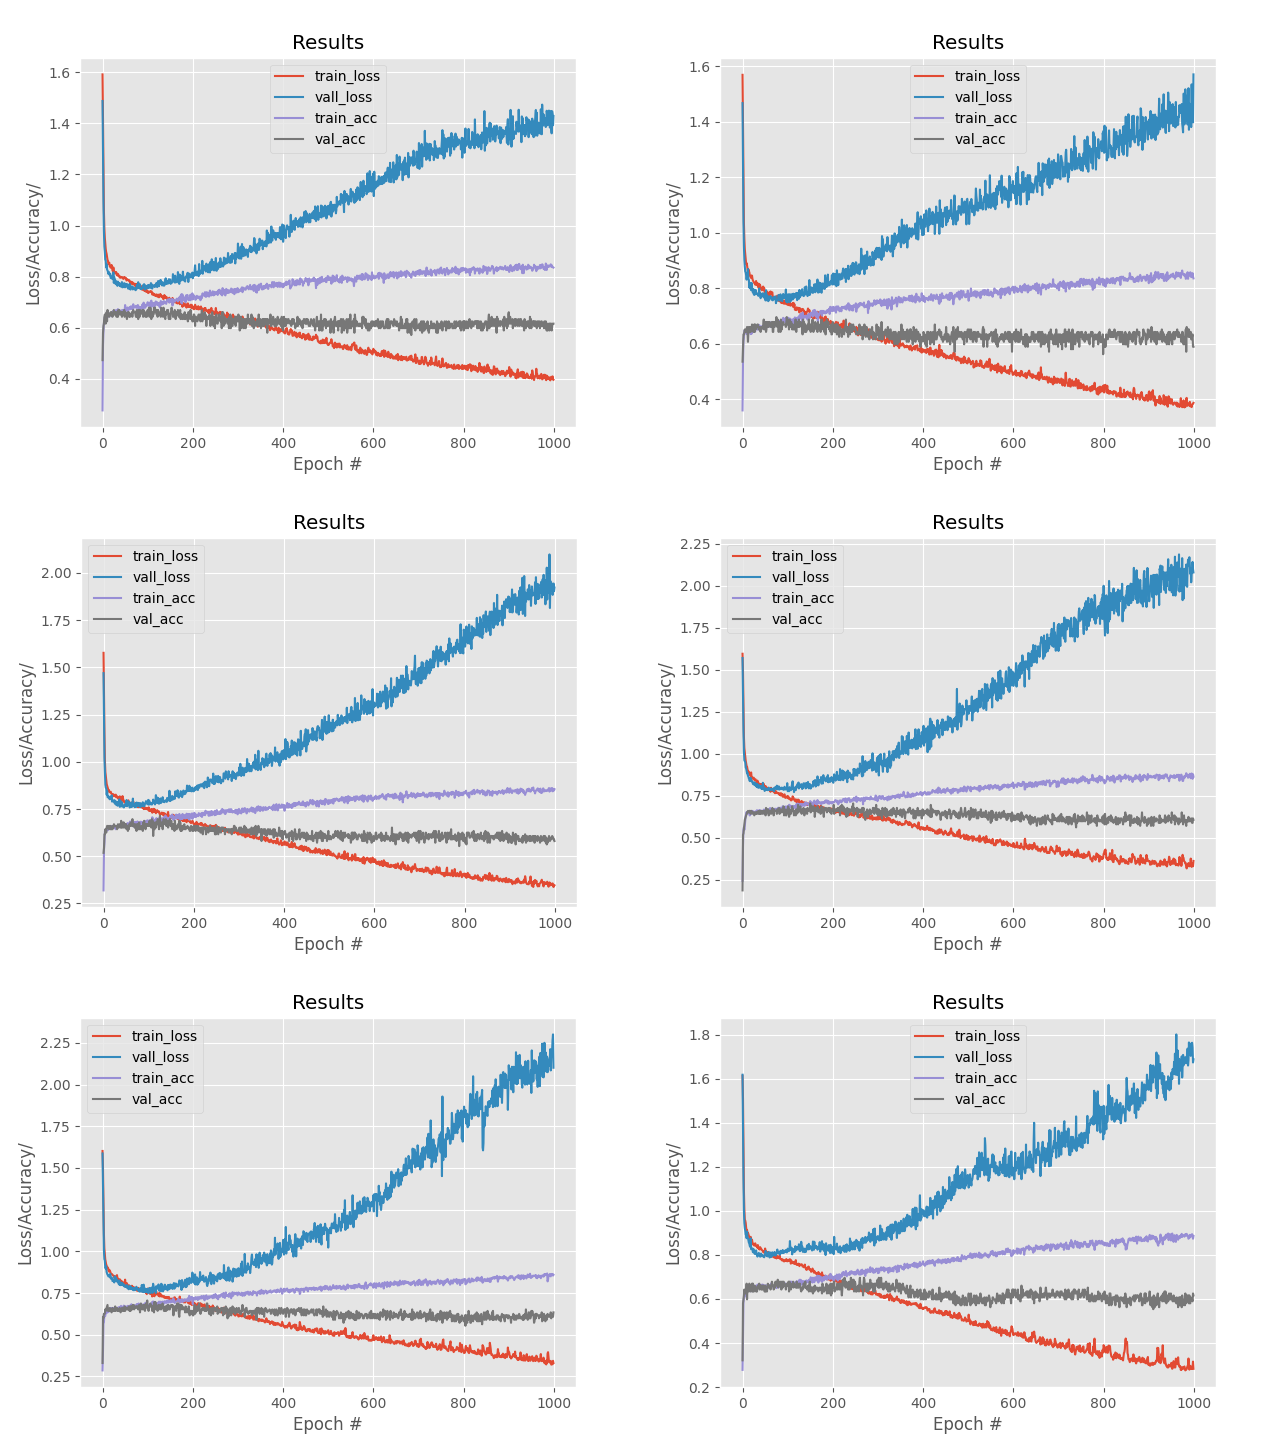 Results
train_loss
vall_loss
train_acc
val_acc
Loss/Accuracy/
1.6
1.4
1.2
1.0
0.8
0.6
0.4
0 200 400 600 800 1000
Epoch #
Results
train_loss
vall_loss
train_acc
val_acc
Loss/Accuracy/
1.6
1.4
1.2
1.0
0.8
0.6
0.4
0 200 400 600 800 1000
Epoch #
Results
train_loss
vall_loss
train_acc
val_acc
Loss/Accuracy/
2.00
1.75
1.50
1.25
1.00
0.75
0.50
0.25
0 200 400 600 800 1000
Epoch #
Results
train_loss
vall_loss
train_acc
val_acc
Loss/Accuracy/
2.25
2.00
1.75
1.50
1.25
1.00
0.75
0.50
0.25
0 200 400 600 800 1000
Epoch #
Results
train_loss
vall_loss
train_acc
val_acc
Loss/Accuracy/
2.25
2.00
1.75
1.50
1.25
1.00
0.75
0.50
0.25
0 200 400 600 800 1000
Epoch #
Results
train_loss
vall_loss
train_acc
val_acc
Loss/Accuracy/
1.8
1.6
1.4
1.2
1.0
0.8
0.6
0.4
0.2
0 200 400 600 800 1000
Epoch #